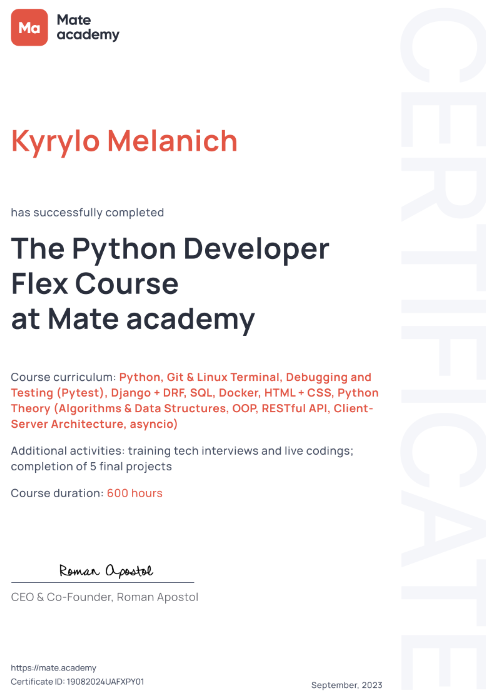 Ma
Mate
academy
Kyrylo Melanich
has successfully completed
The Python Developer
Flex Course
at Mate academy
Course curriculum: Python, Git & Linux Terminal, Debugging and
Testing (Pytest), Django + DRF, SQL, Docker, HTML + CSS, Python
Theory (Algorithms & Data Structures, OOP, RESTful API, Client-
Server Architecture, asyncio)
Additional activities: training tech interviews and live codings;
completion of 5 final projects
Course duration: 600 hours
Roman Apostol
CEO & Co-Founder, Roman Apostol
https://mate.academy
Certificate ID: 19082024UAFXPY01
September, 2023
CERTIFICATE